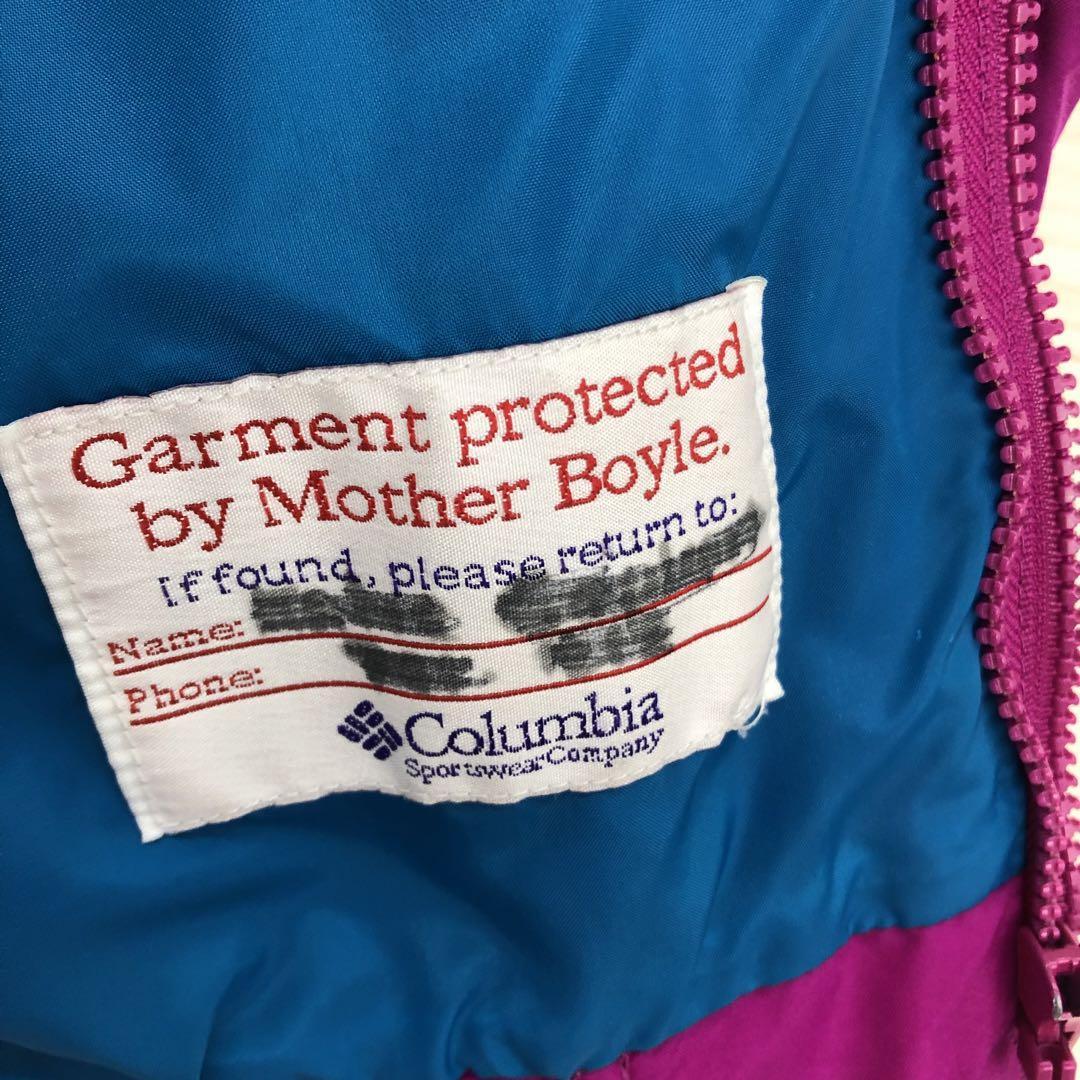 Garment protected
by Mother Boyle.
If found, please return to:
Name:
Phone:
Columbia
Sportswear Company